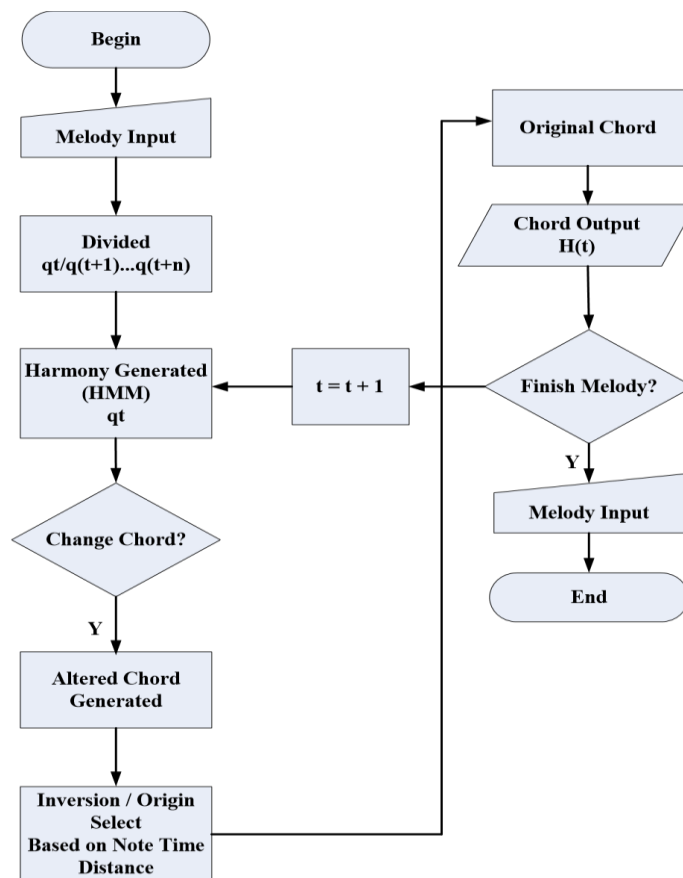 Begin
Melody Input
Divided
qt/q(t+1)...q(t+n)
Harmony Generated
(HMM)
qt
Change Chord?
Y
Altered Chord
Generated
Inversion / Origin
Select
Based on Note Time
Distance
Original Chord
Chord Output
H(t)
Finish Melody?
t = t + 1
Y
Melody Input
End